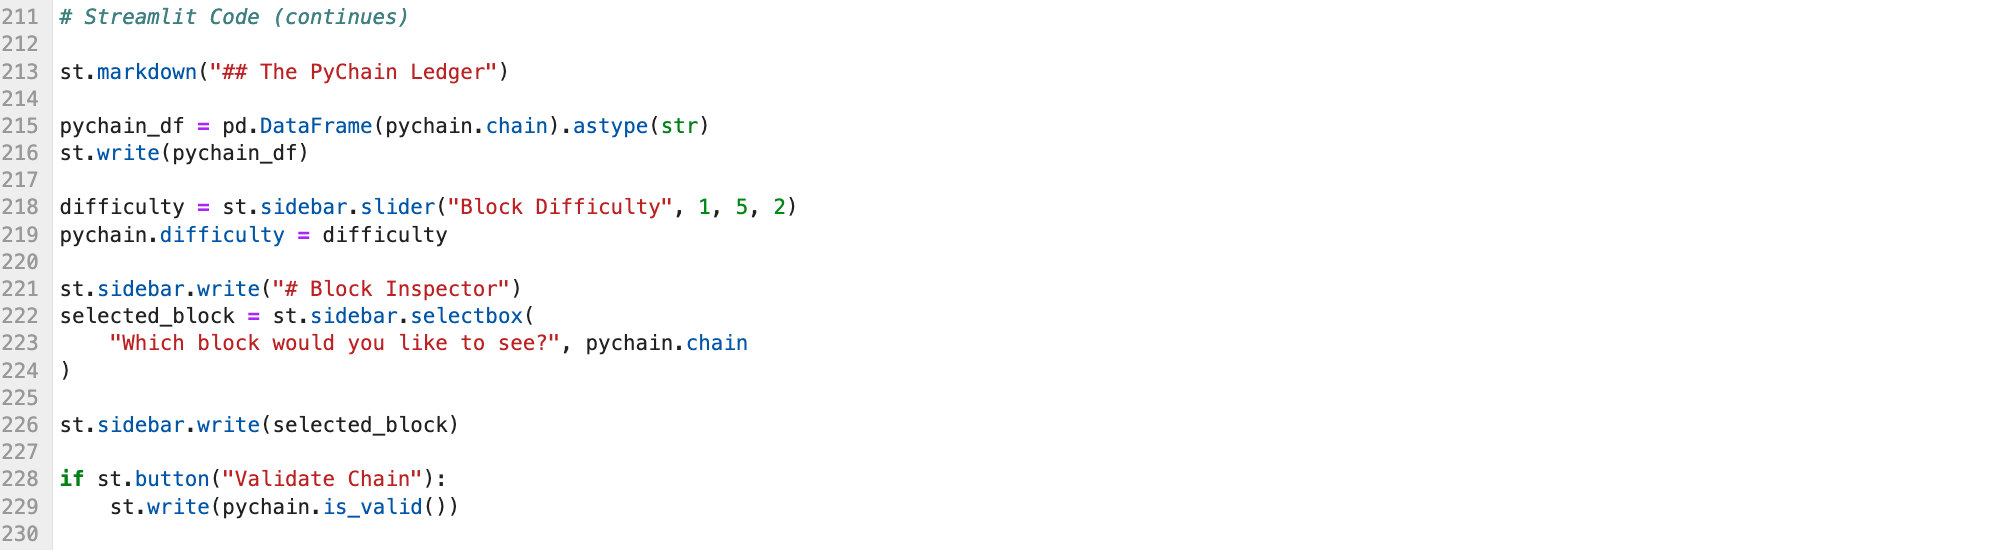 211 # Streamlit Code (continues)
212
213 st.markdown("## The PyChain Ledger")
214
215 pychain_df = pd.DataFrame(pychain.chain).astype(str)
216 st.write(pychain_df)
217
218 difficulty = st.sidebar.slider("Block Difficulty", 1, 5, 2)
219 pychain.difficulty = difficulty
220
221 st.sidebar.write("# Block Inspector")
222 selected_block = st.sidebar.selectbox(
223     "Which block would you like to see?", pychain.chain
224 )
225
226 st.sidebar.write(selected_block)
227
228 if st.button("Validate Chain"):
229     st.write(pychain.is_valid())
230